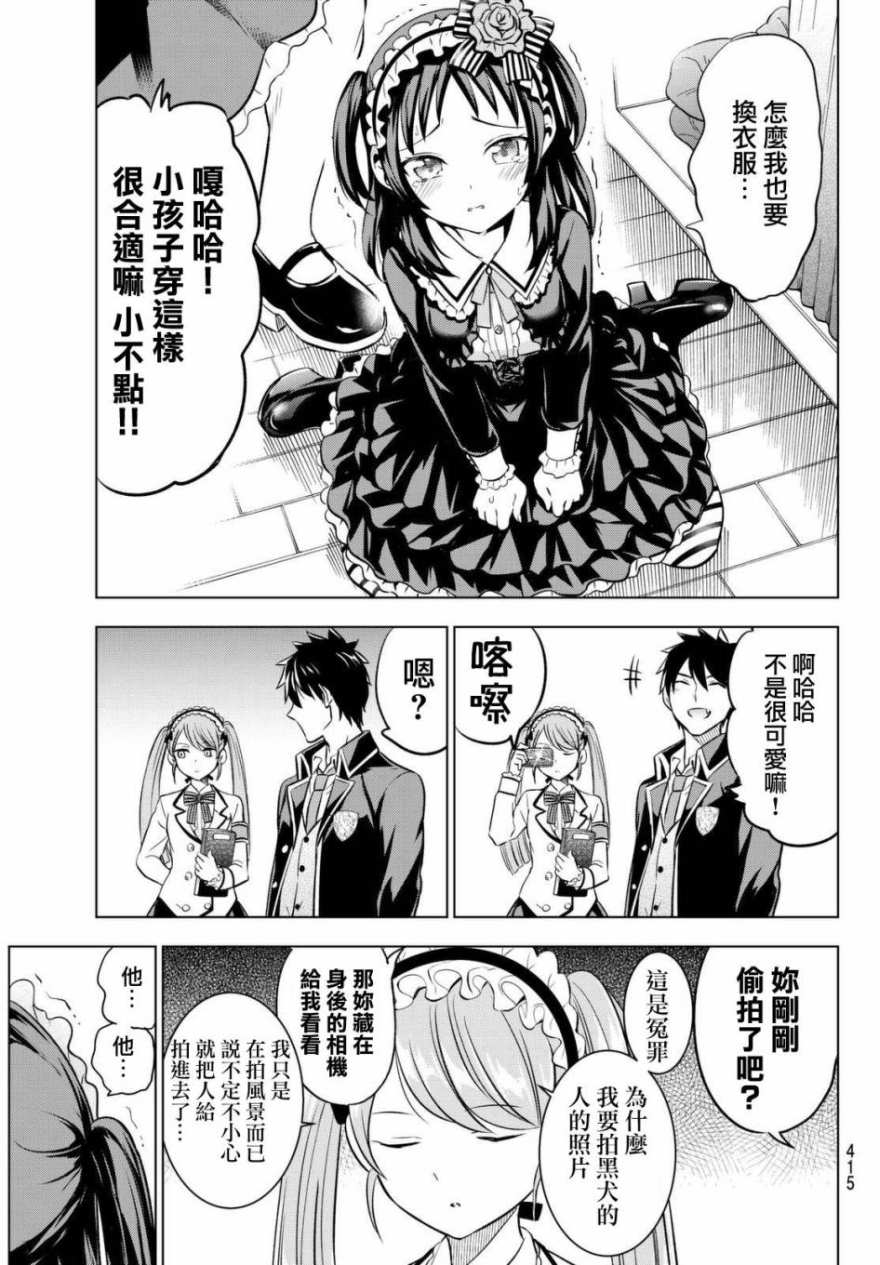 怎麼我也要
換衣服…
嘎哈哈！
小孩子穿這樣
很合適嘛 小不點!!
啊哈哈
不是很可愛嘛！
喀嚓
嗯？
妳剛剛
偷拍了吧？
這是冤罪
為什麼
我要拍黑犬的
人的照片
那妳藏在
身後的相機
給我看看
我只是
在拍風景而已
說不定不小心
就把人給
拍進去了…
他…
他…
415